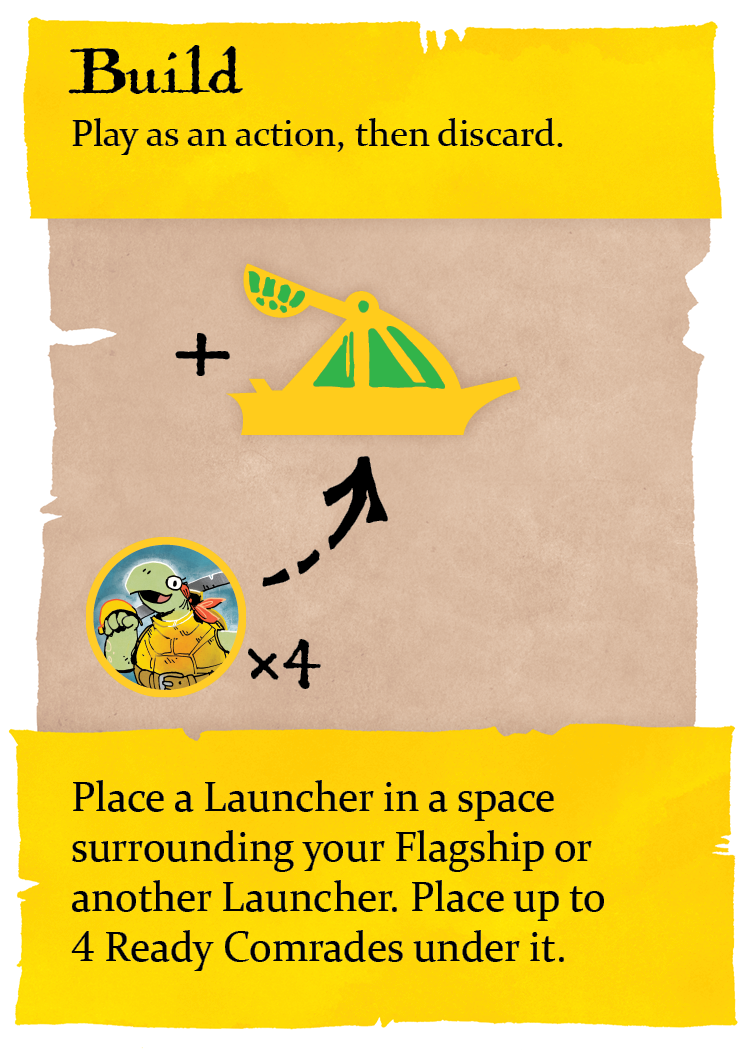 Build
Play as an action, then discard.
+
×4
Place a Launcher in a space
surrounding your Flagship or
another Launcher. Place up to
4 Ready Comrades under it.